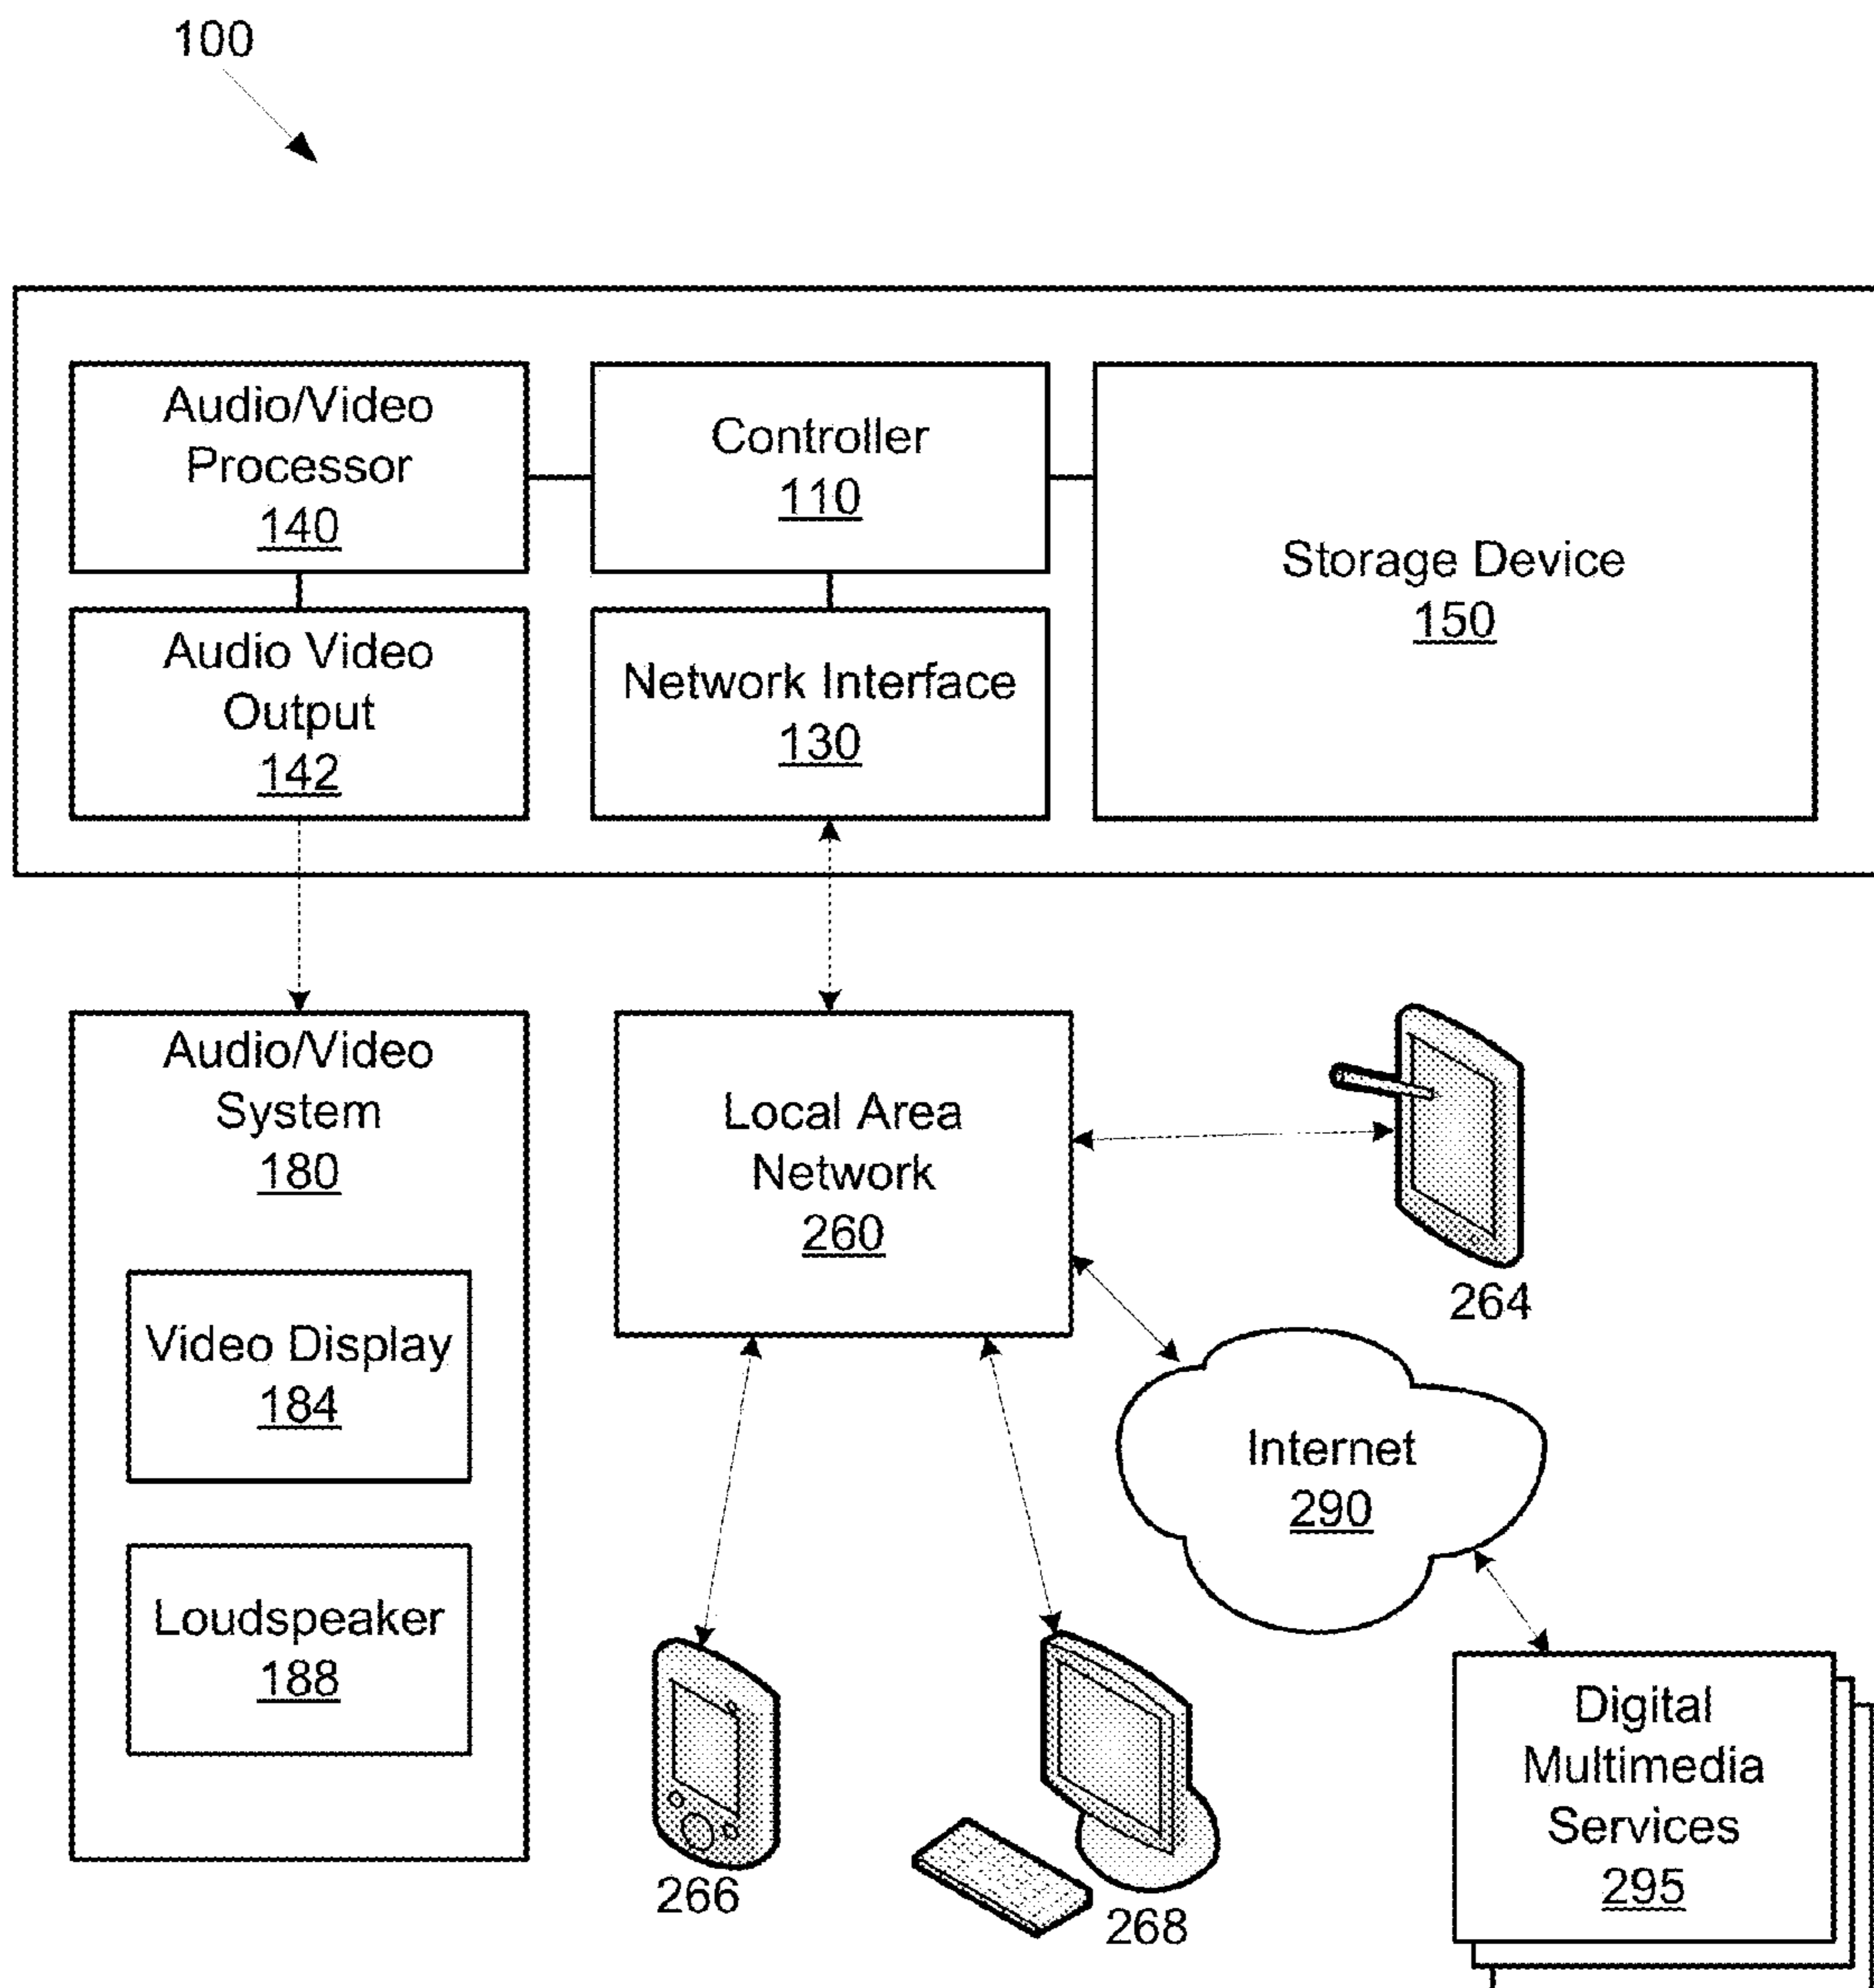 100
Audio/Video
Processor
140
Controller
110
Storage Device
150
Audio Video
Output
142
Network Interface
130
Audio/Video
System
180
Video Display
184
Loudspeaker
188
Local Area
Network
260
264
Internet
290
266
268
Digital
Multimedia
Services
295